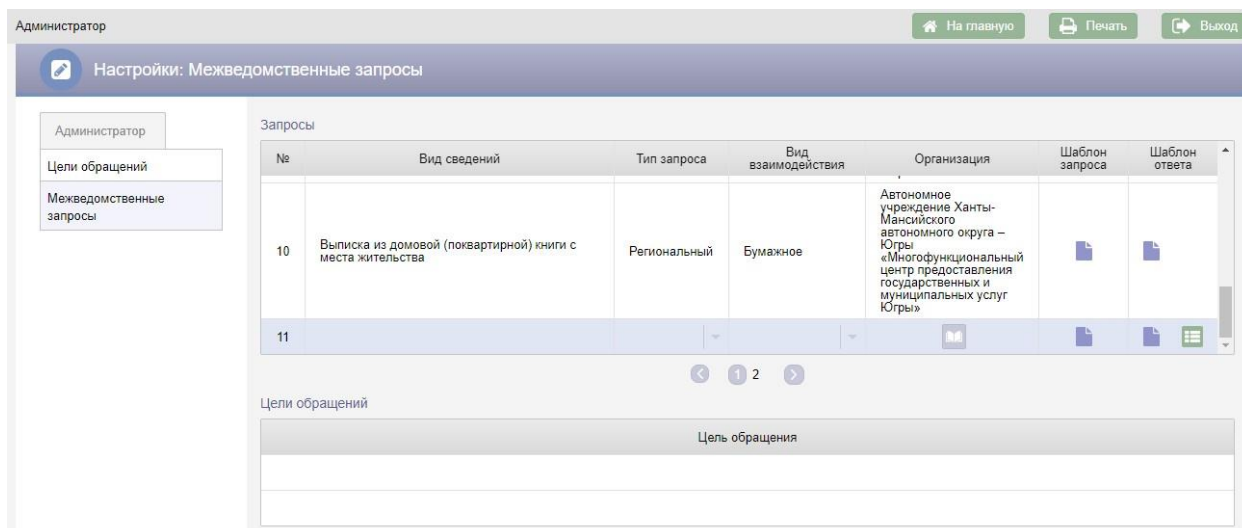 Администратор
На главную
Печать
Выход
Настройки: Межведомственные запросы
Администратор
Цели обращений
Межведомственные
запросы
Запросы
№
Вид сведений
Тип запроса
Вид
взаимодействия
Организация
Шаблон
запроса
Шаблон
ответа
10
Выписка из домовой (поквартирной) книги с
места жительства
Региональный
Бумажное
Автономное
учреждение Ханты-
Мансийского
автономного округа –
Югры
«Многофункциональный
центр предоставления
государственных и
муниципальных услуг
Югры»
11
1 2
Цели обращений
Цель обращения